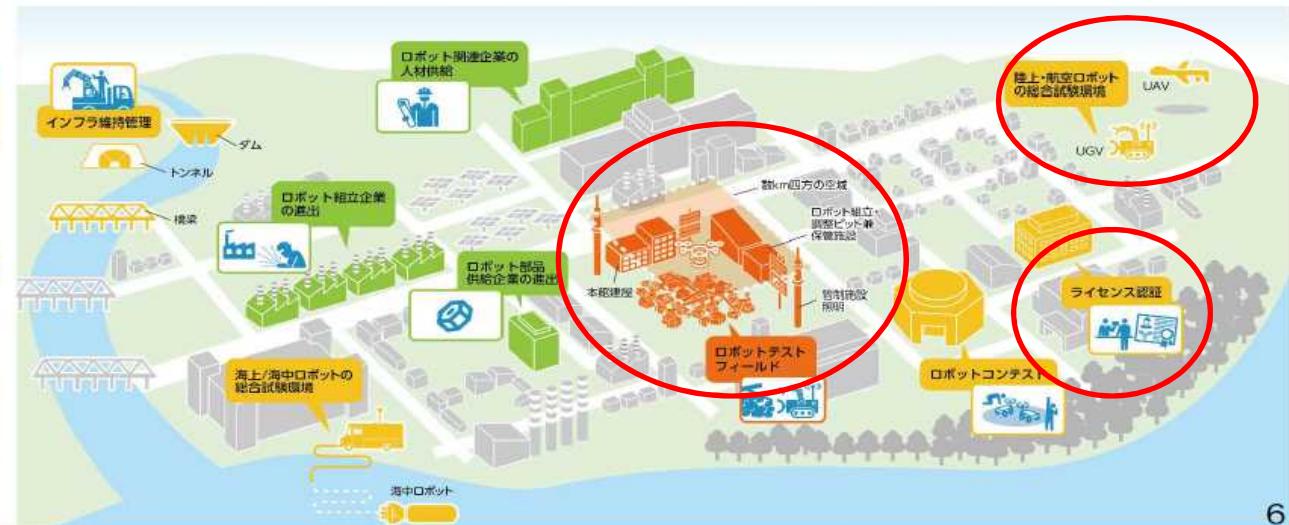 ロボット関連企業の
人材供給
陸上・航空ロボット
の総合試験環境
UAV
UGV
インフラ維持管理
ダム
トンネル
橋梁
ロボット組立企業
の進出
数km四方の空域
ロボット組立・
調整ピット兼
保管施設
本館建屋
管制施設
照明
ロボット部品
供給企業の進出
ライセンス認証
ロボットテスト
フィールド
ロボットコンテスト
海上/海中ロボットの
総合試験環境
海中ロボット
6